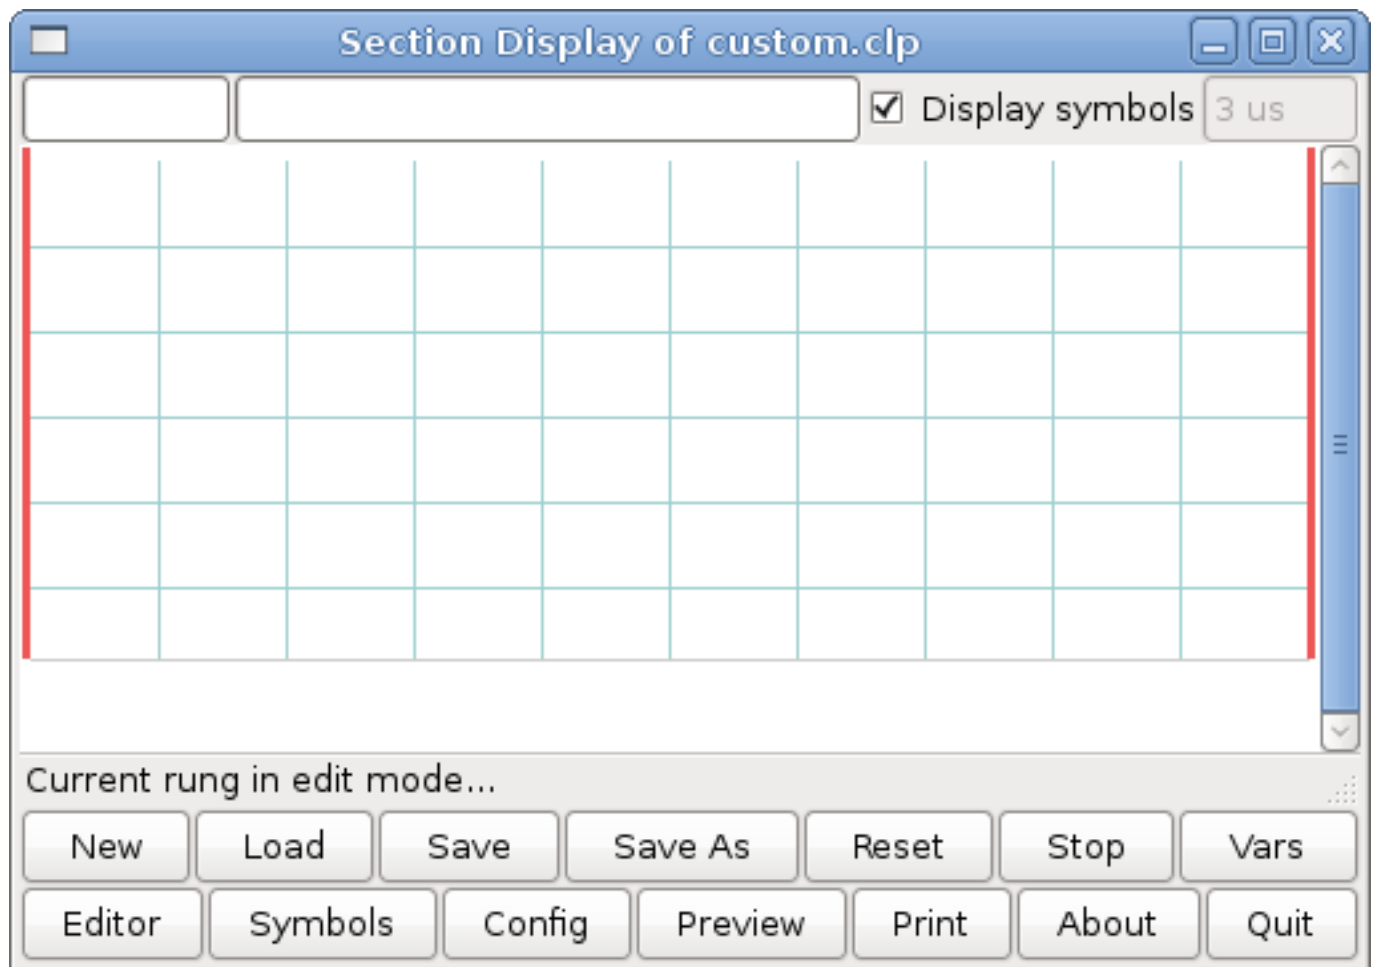 Section Display of custom.clp
Display symbols 3 us
Current rung in edit mode...
New Load Save Save As Reset Stop Vars
Editor Symbols Config Preview Print About Quit